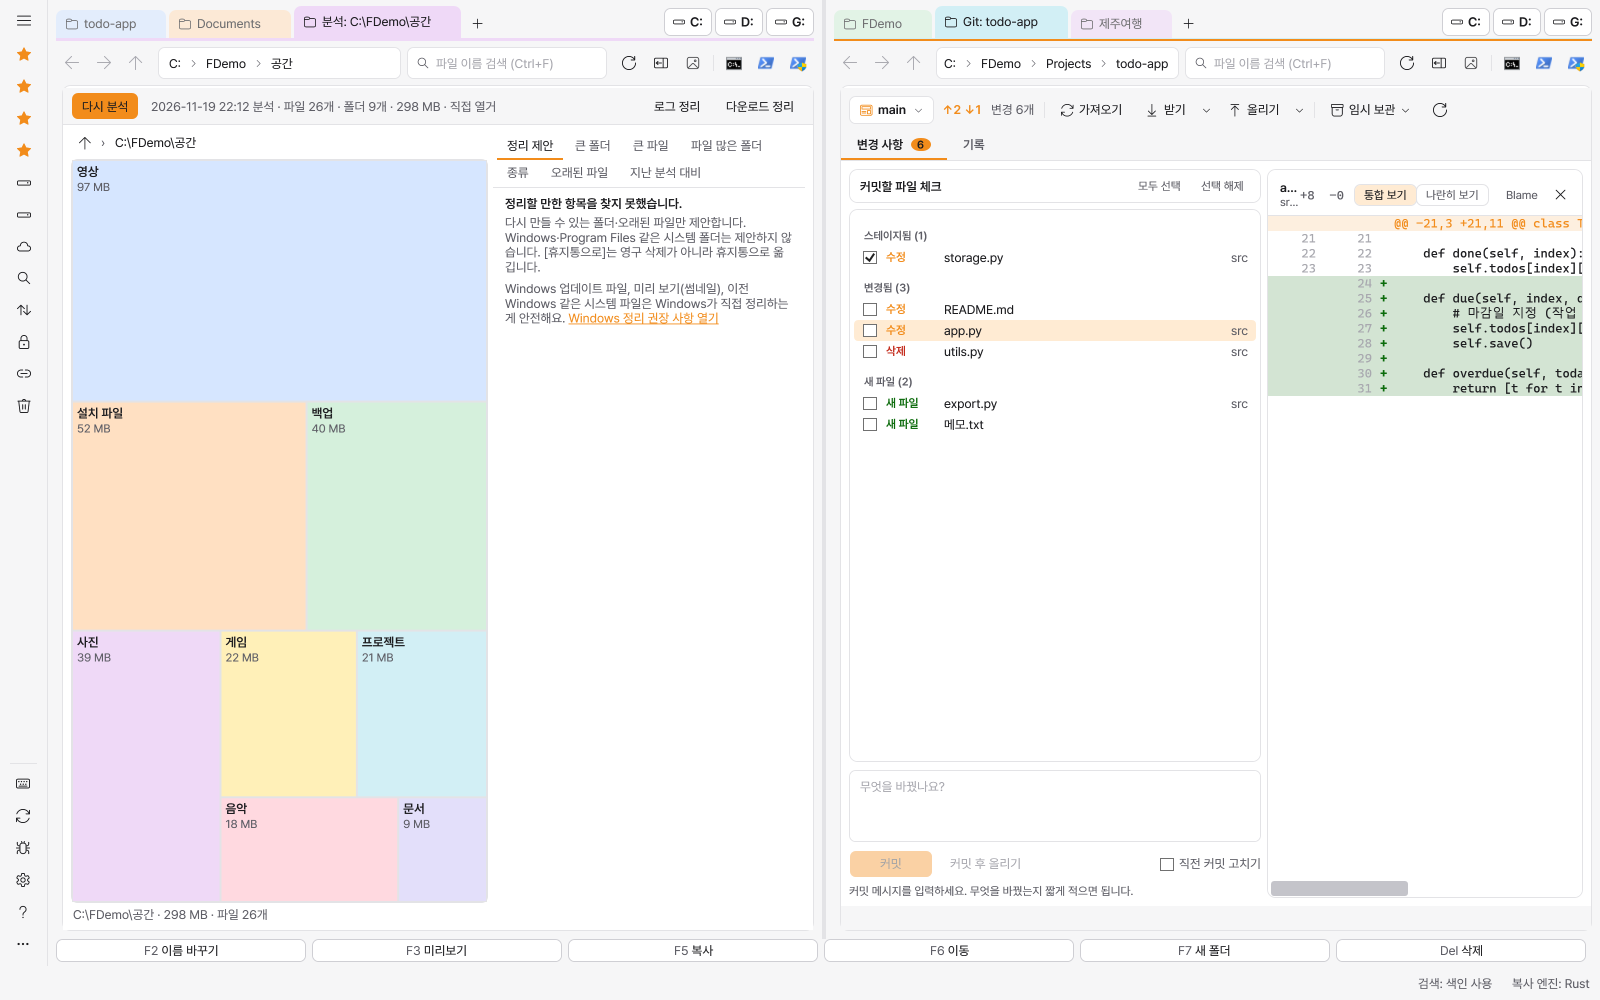 todo-app
Documents
분석: C:\FDemo\공간
C:
D:
G:
C:
FDemo
공간
파일 이름 검색 (Ctrl+F)
다시 분석
2026-11-19 22:12 분석 · 파일 26개 · 폴더 9개 · 298 MB · 직접 열거
로그 정리
다운로드 정리
C:\FDemo\공간
영상
97 MB
설치 파일
52 MB
백업
40 MB
사진
39 MB
게임
22 MB
프로젝트
21 MB
음악
18 MB
문서
9 MB
C:\FDemo\공간 · 298 MB · 파일 26개
정리 제안
큰 폴더
큰 파일
파일 많은 폴더
종류
오래된 파일
지난 분석 대비
정리할 만한 항목을 찾지 못했습니다.
다시 만들 수 있는 폴더·오래된 파일만 제안합니다.
Windows·Program Files 같은 시스템 폴더는 제안하지 않
습니다. [휴지통으로]는 영구 삭제가 아니라 휴지통으로 옮
깁니다.
Windows 업데이트 파일, 미리 보기(썸네일), 이전
Windows 같은 시스템 파일은 Windows가 직접 정리하는
게 안전해요. Windows 정리 권장 사항 열기
FDemo
Git: todo-app
제주여행
C:
D:
G:
C:
FDemo
Projects
todo-app
파일 이름 검색 (Ctrl+F)
main
↑2 ↓1
변경 6개
가져오기
받기
올리기
임시 보관
변경 사항 6
기록
커밋할 파일 체크
모두 선택
선택 해제
스테이지됨 (1)
수정 storage.py src
변경됨 (3)
수정 README.md
수정 app.py src
삭제 utils.py src
새 파일 (2)
새 파일 export.py src
새 파일 메모.txt
무엇을 바꿨나요?
커밋
커밋 후 올리기
직전 커밋 고치기
커밋 메시지를 입력하세요. 무엇을 바꿨는지 짧게 적으면 됩니다.
a...
sr...
+8 −0
통합 보기
나란히 보기
Blame
@@ −21,3 +21,11 @@ class T
21 21
22 22 def done(self, index):
23 23 self.todos[index][
24 +
25 + def due(self, index, d
26 + # 마감일 지정 (작업
27 + self.todos[index][
28 + self.save()
29 +
30 + def overdue(self, toda
31 + return [t for t in
F2 이름 바꾸기
F3 미리보기
F5 복사
F6 이동
F7 새 폴더
Del 삭제
검색: 색인 사용
복사 엔진: Rust